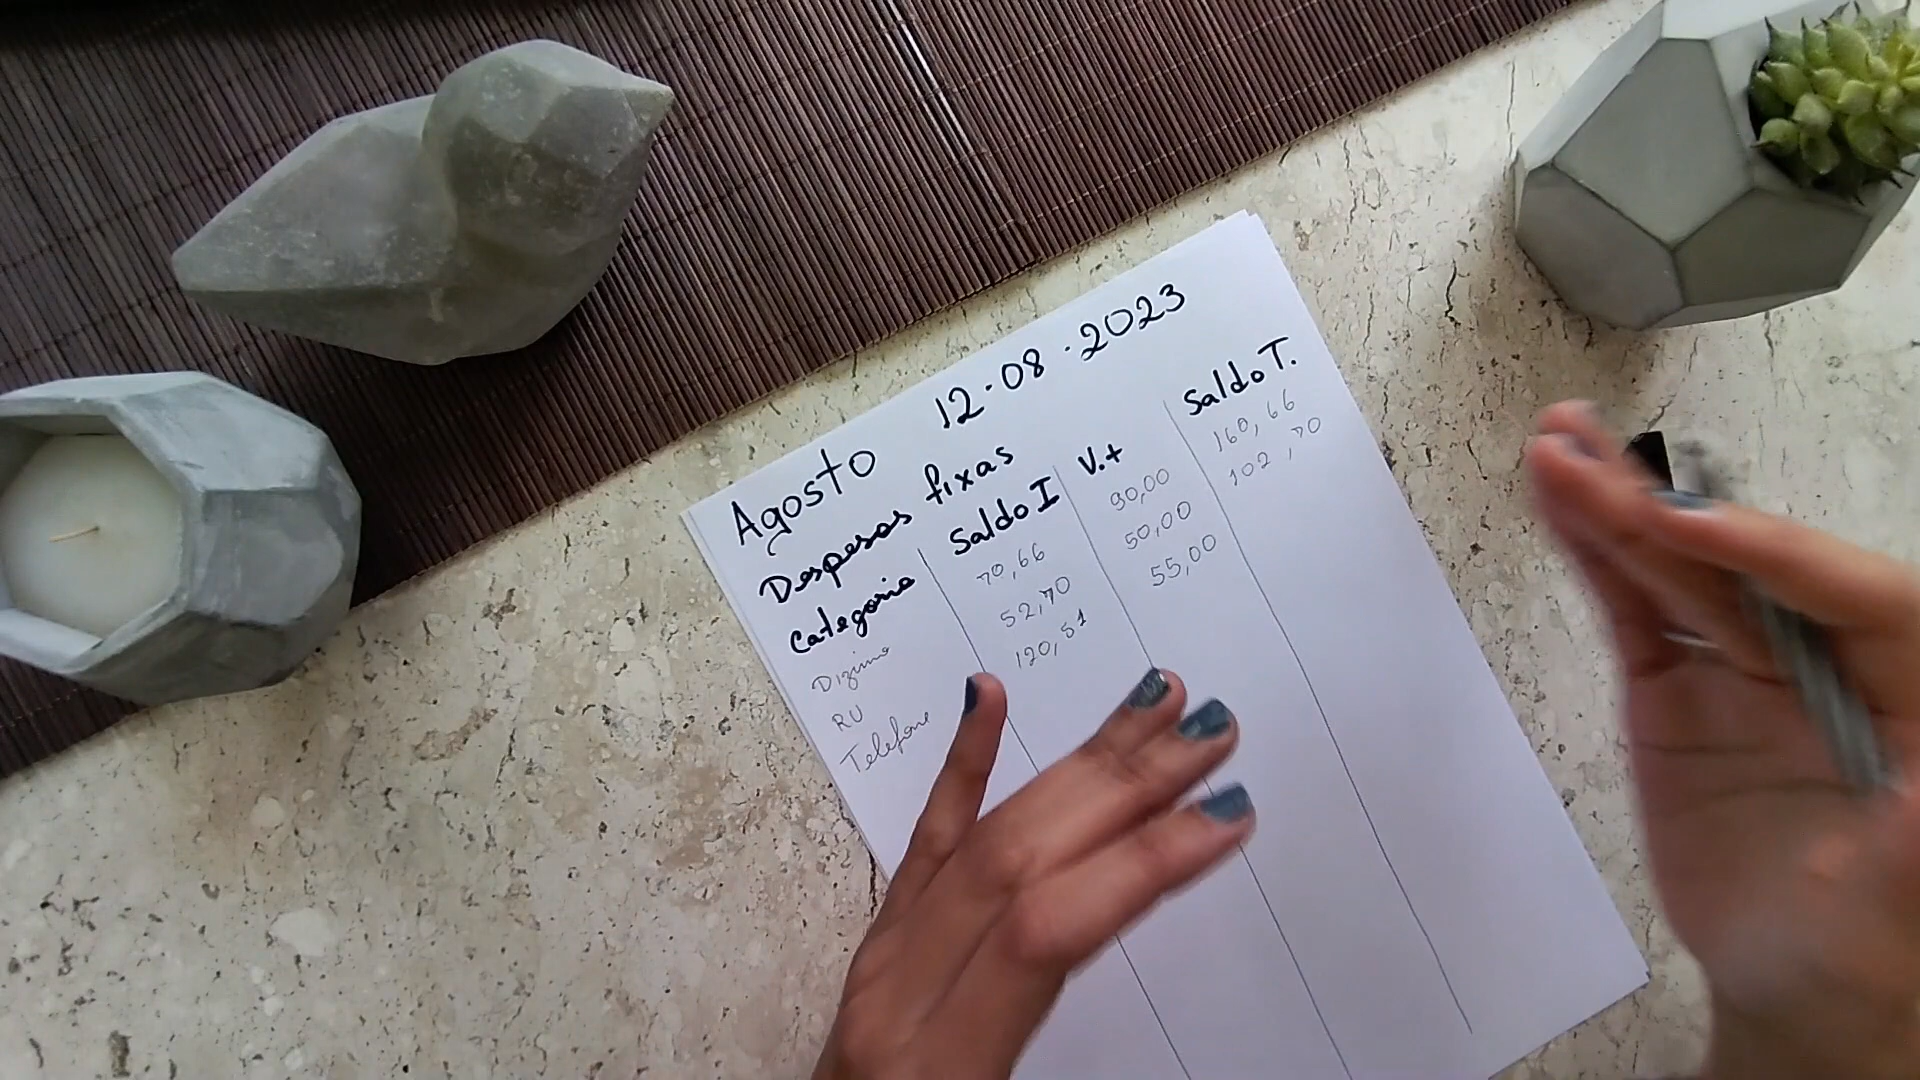 Agosto 12.08.2023
Despesas fixas
Categoria Saldo I V.+ Saldo T.
Dizimo 70,66 90,00 160,66
RU 52,70 50,00 102,70
Telefone 120,51 55,00